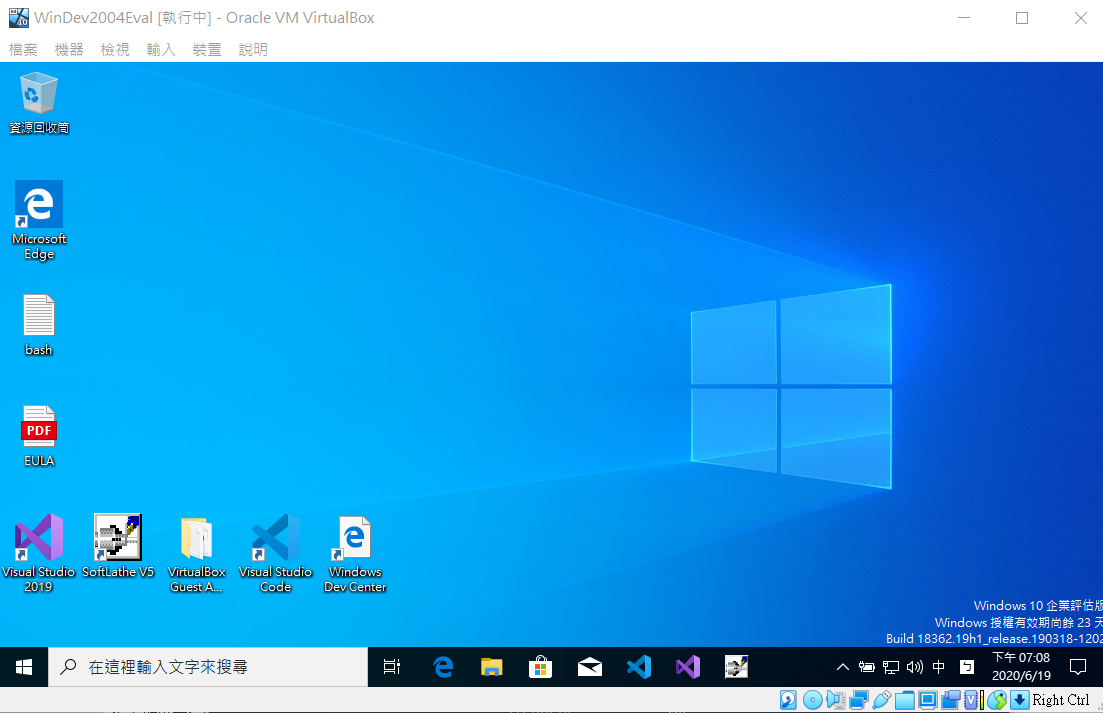 WinDev2004Eval [執行中] - Oracle VM VirtualBox
檔案 機器 檢視 輸入 裝置 說明
資源回收筒
Microsoft
Edge
bash
PDF
EULA
Visual Studio
2019
SoftLathe V5
VirtualBox
Guest A...
Visual Studio
Code
Windows
Dev Center
Windows 10 企業評估版
Windows 授權有效期尚餘 23 天
Build 18362.19h1_release.190318-1202
在這裡輸入文字來搜尋
中
下午 07:08
2020/6/19
Right Ctrl